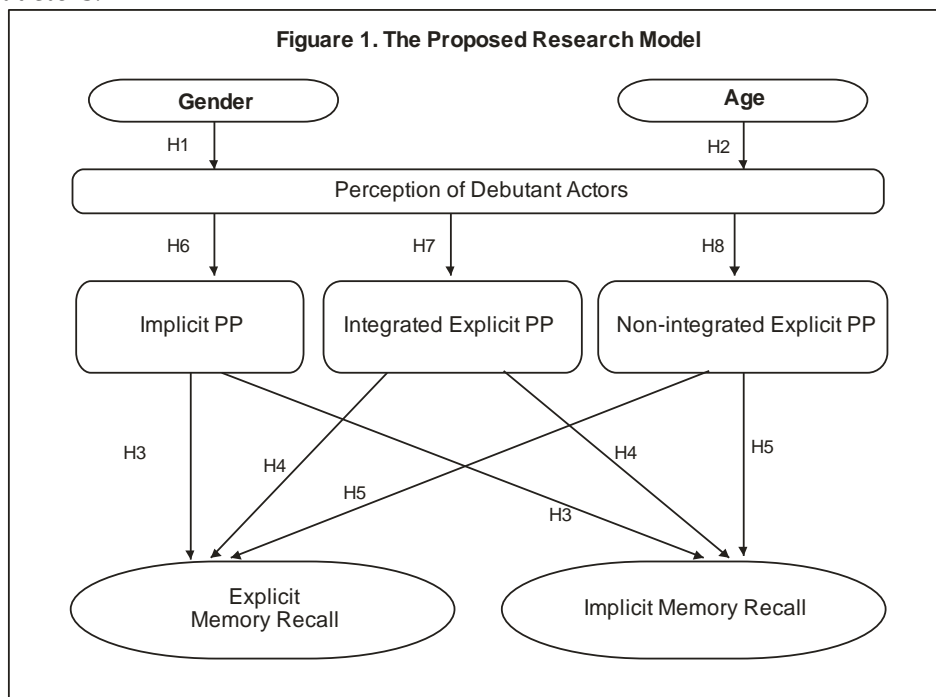 Figuare 1. The Proposed Research Model
Gender
Age
H1
H2
Perception of Debutant Actors
H6
H7
H8
Implicit PP
Integrated Explicit PP
Non-integrated Explicit PP
H3
H4
H5
H3
H4
H5
Explicit
Memory Recall
Implicit Memory Recall